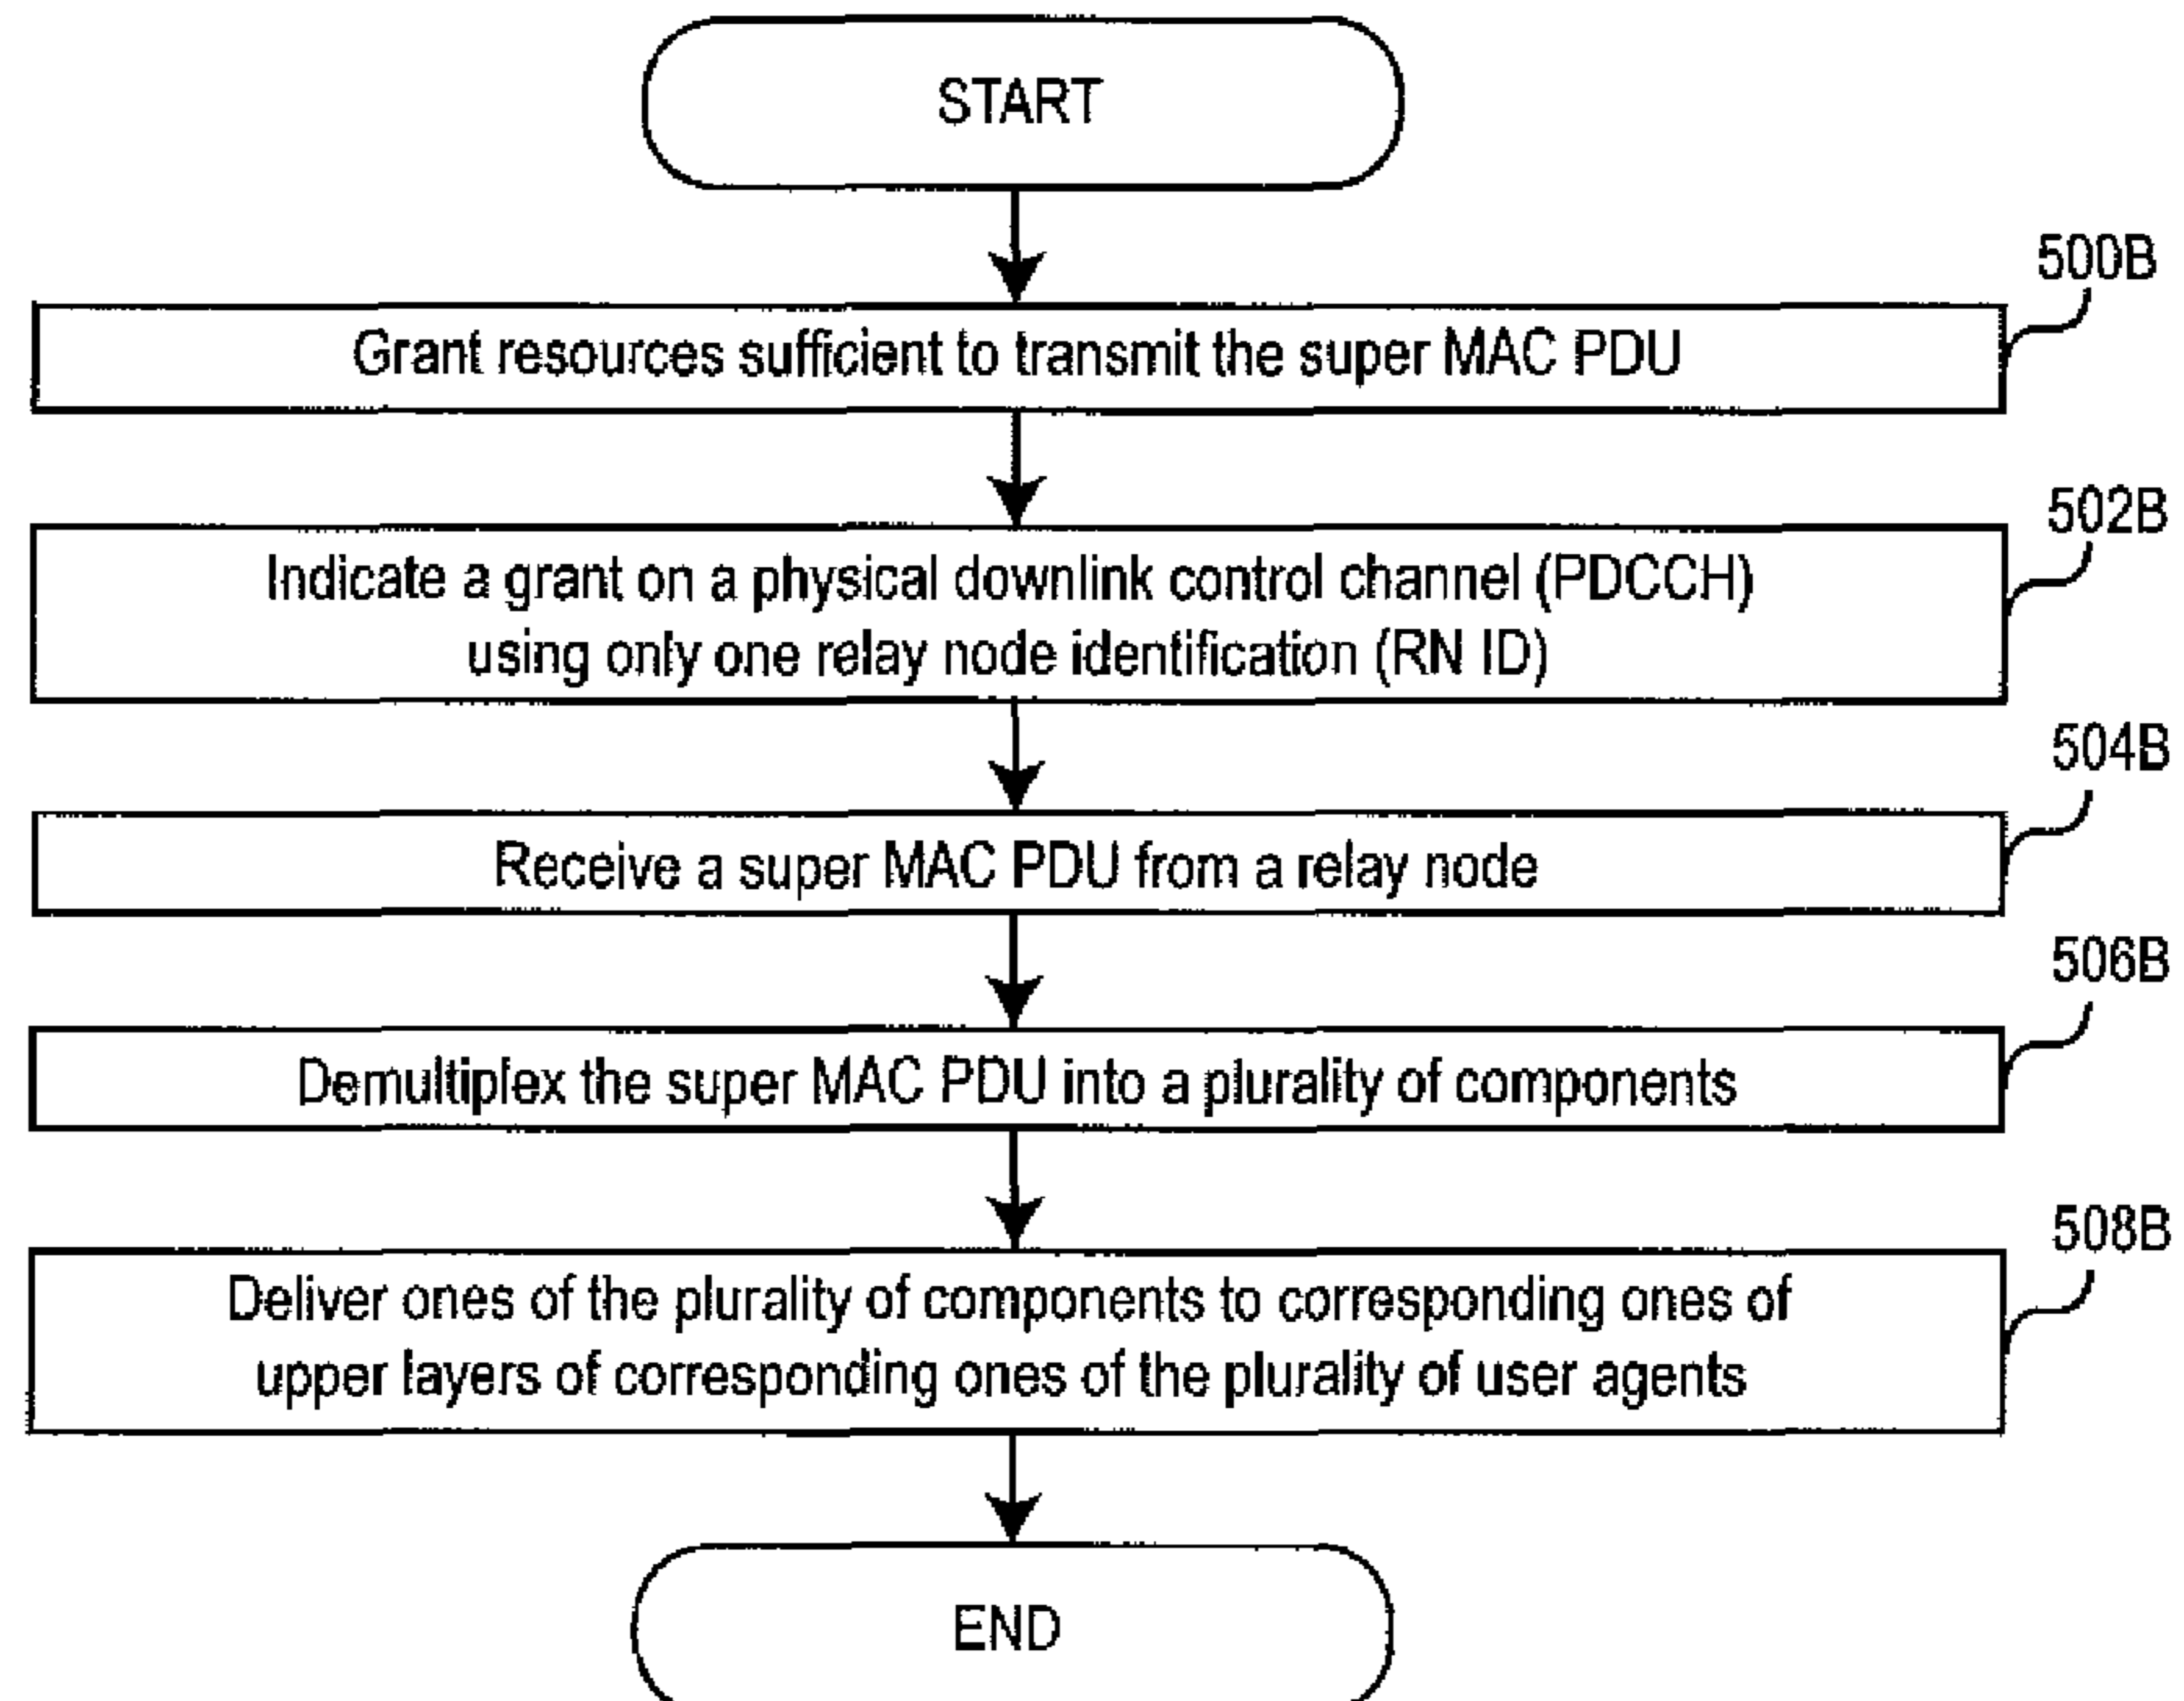 START
500B
Grant resources sufficient to transmit the super MAC PDU
502B
Indicate a grant on a physical downlink control channel (PDCCH)
using only one relay node identification (RN ID)
504B
Receive a super MAC PDU from a relay node
506B
Demultiplex the super MAC PDU into a plurality of components
508B
Deliver ones of the plurality of components to corresponding ones of
upper layers of corresponding ones of the plurality of user agents
END